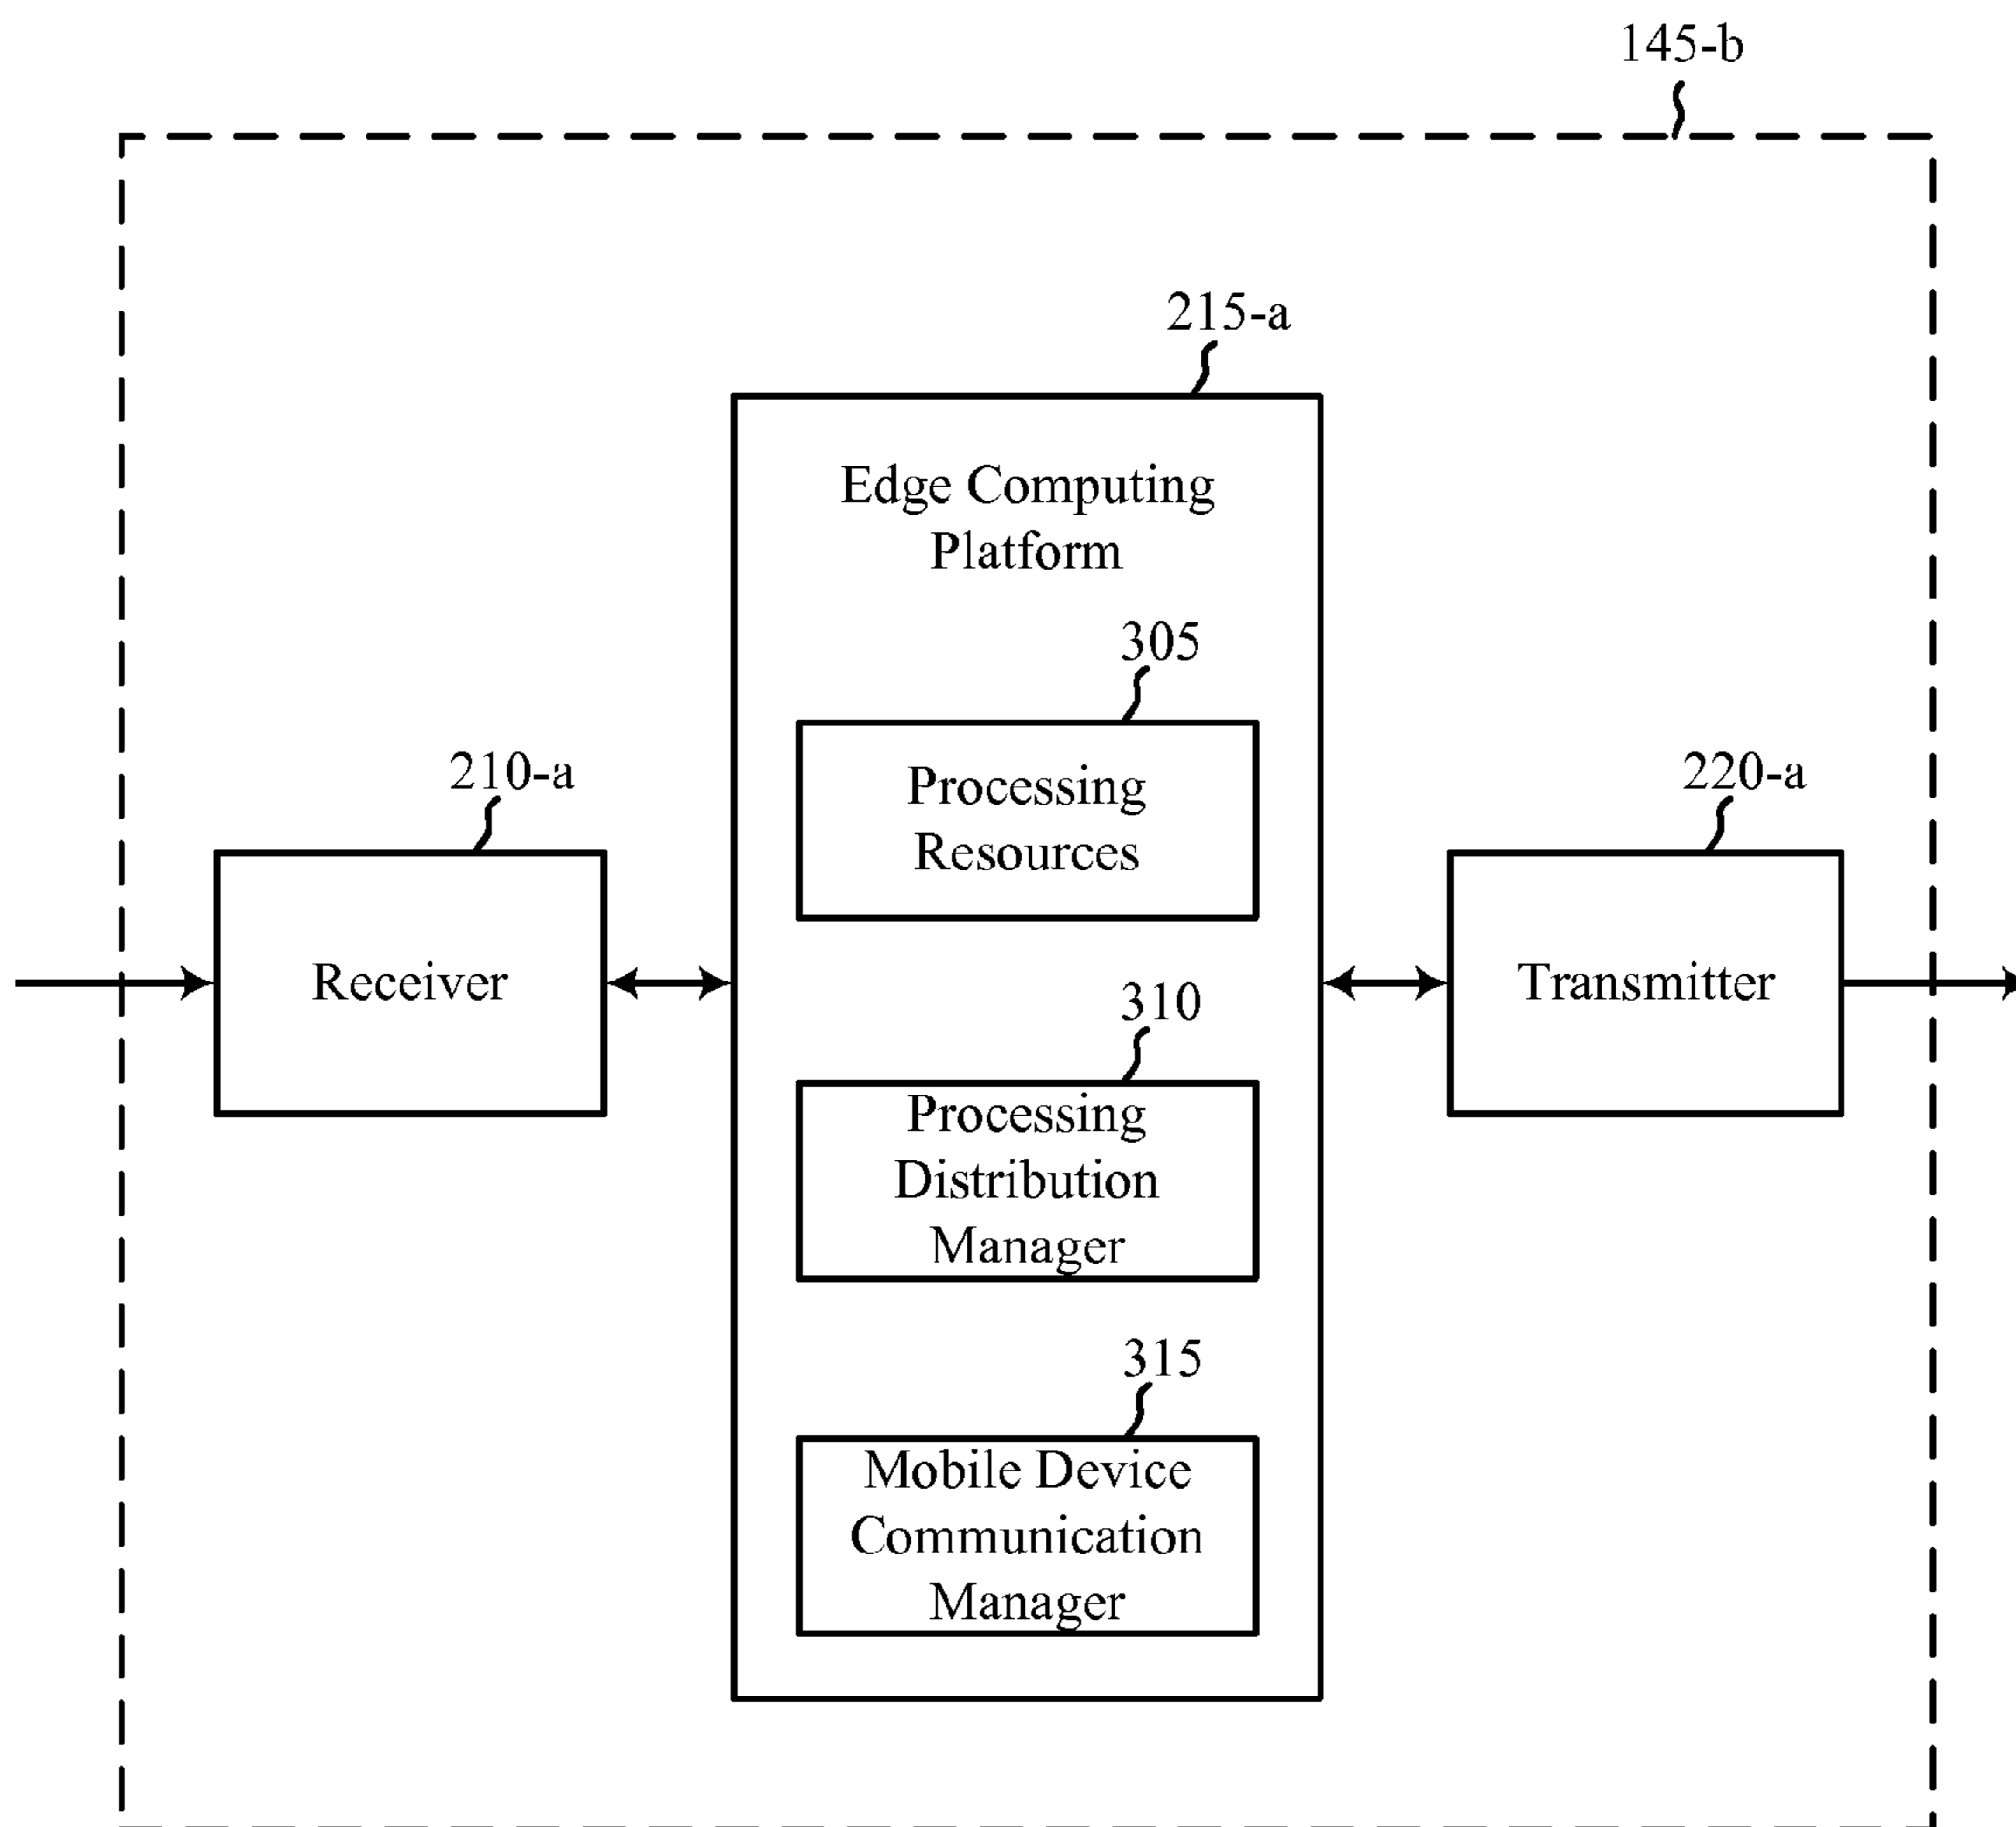 145-b
215-a
Edge Computing
Platform
305
Processing
Resources
210-a
Receiver
220-a
Transmitter
310
Processing
Distribution
Manager
315
Mobile Device
Communication
Manager